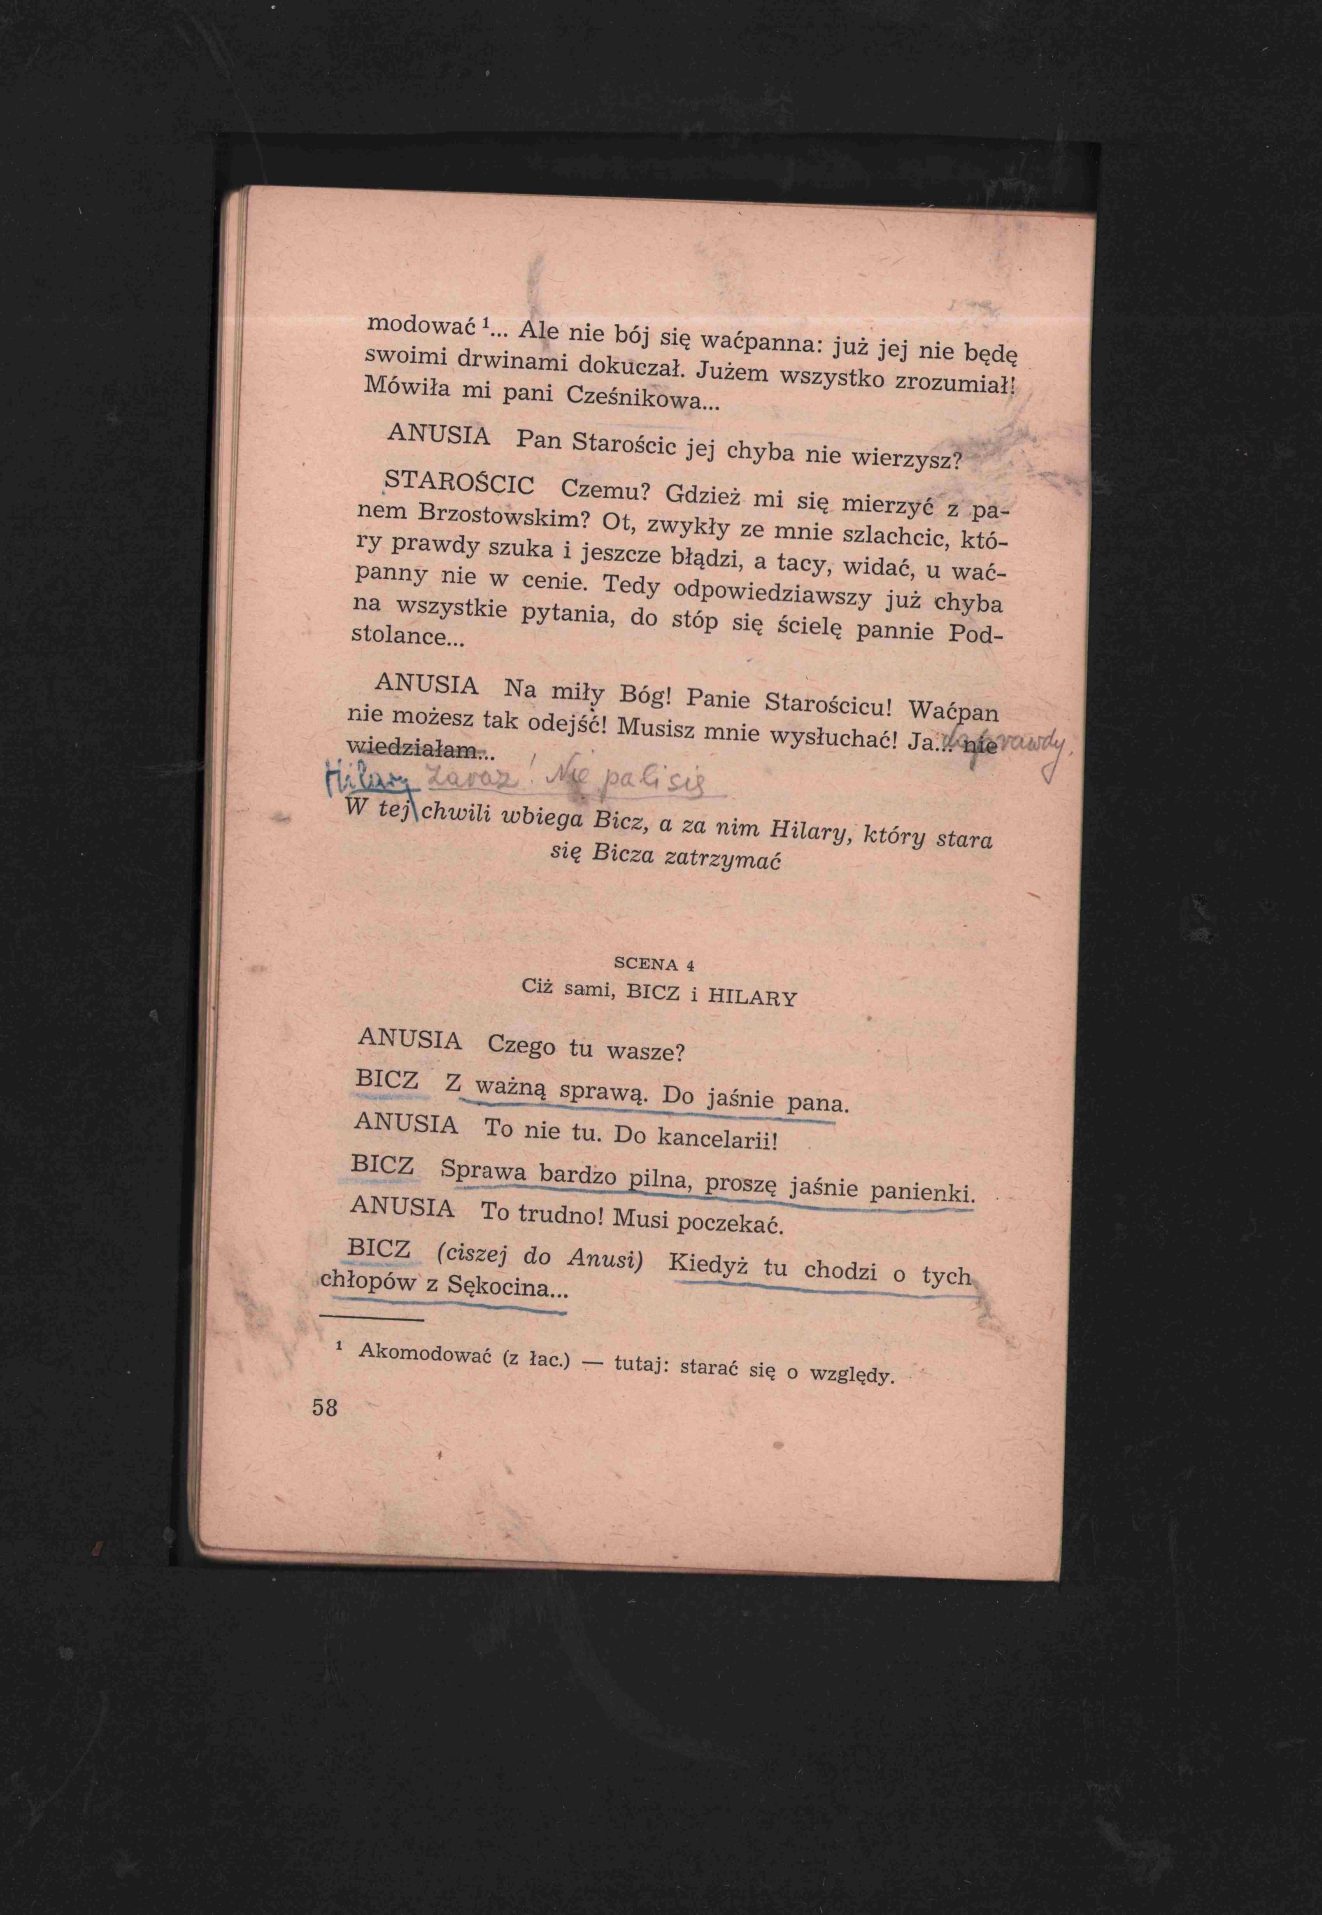 modować ¹... Ale nie bój się waćpanna: już jej nie będę
swoimi drwinami dokuczał. Jużem wszystko zrozumiał!
Mówiła mi pani Cześnikowa...
ANUSIA Pan Starościc jej chyba nie wierzysz?
STAROŚCIC Czemu? Gdzież mi się mierzyć z pa-
nem Brzostowskim? Ot, zwykły ze mnie szlachcic, któ-
ry prawdy szuka i jeszcze błądzi, a tacy, widać, u wać-
panny nie w cenie. Tedy odpowiedziawszy już chyba
na wszystkie pytania, do stóp się ścielę pannie Pod-
stolance...
ANUSIA Na miły Bóg! Panie Starościcu! Waćpan
nie możesz tak odejść! Musisz mnie wysłuchać! Ja... nie
wiedziałam...
Hilary Zaraz! Nie pali się
W tej chwili wbiega Bicz, a za nim Hilary, który stara
się Bicza zatrzymać
SCENA 4
Ciż sami, BICZ i HILARY
ANUSIA Czego tu wasze?
BICZ Z ważną sprawą. Do jaśnie pana.
ANUSIA To nie tu. Do kancelarii!
BICZ Sprawa bardzo pilna, proszę jaśnie panienki.
ANUSIA To trudno! Musi poczekać.
BICZ (ciszej do Anusi) Kiedyż tu chodzi o tych
chłopów z Sękocina...
¹ Akomodować (z łac.) — tutaj: starać się o względy.
58